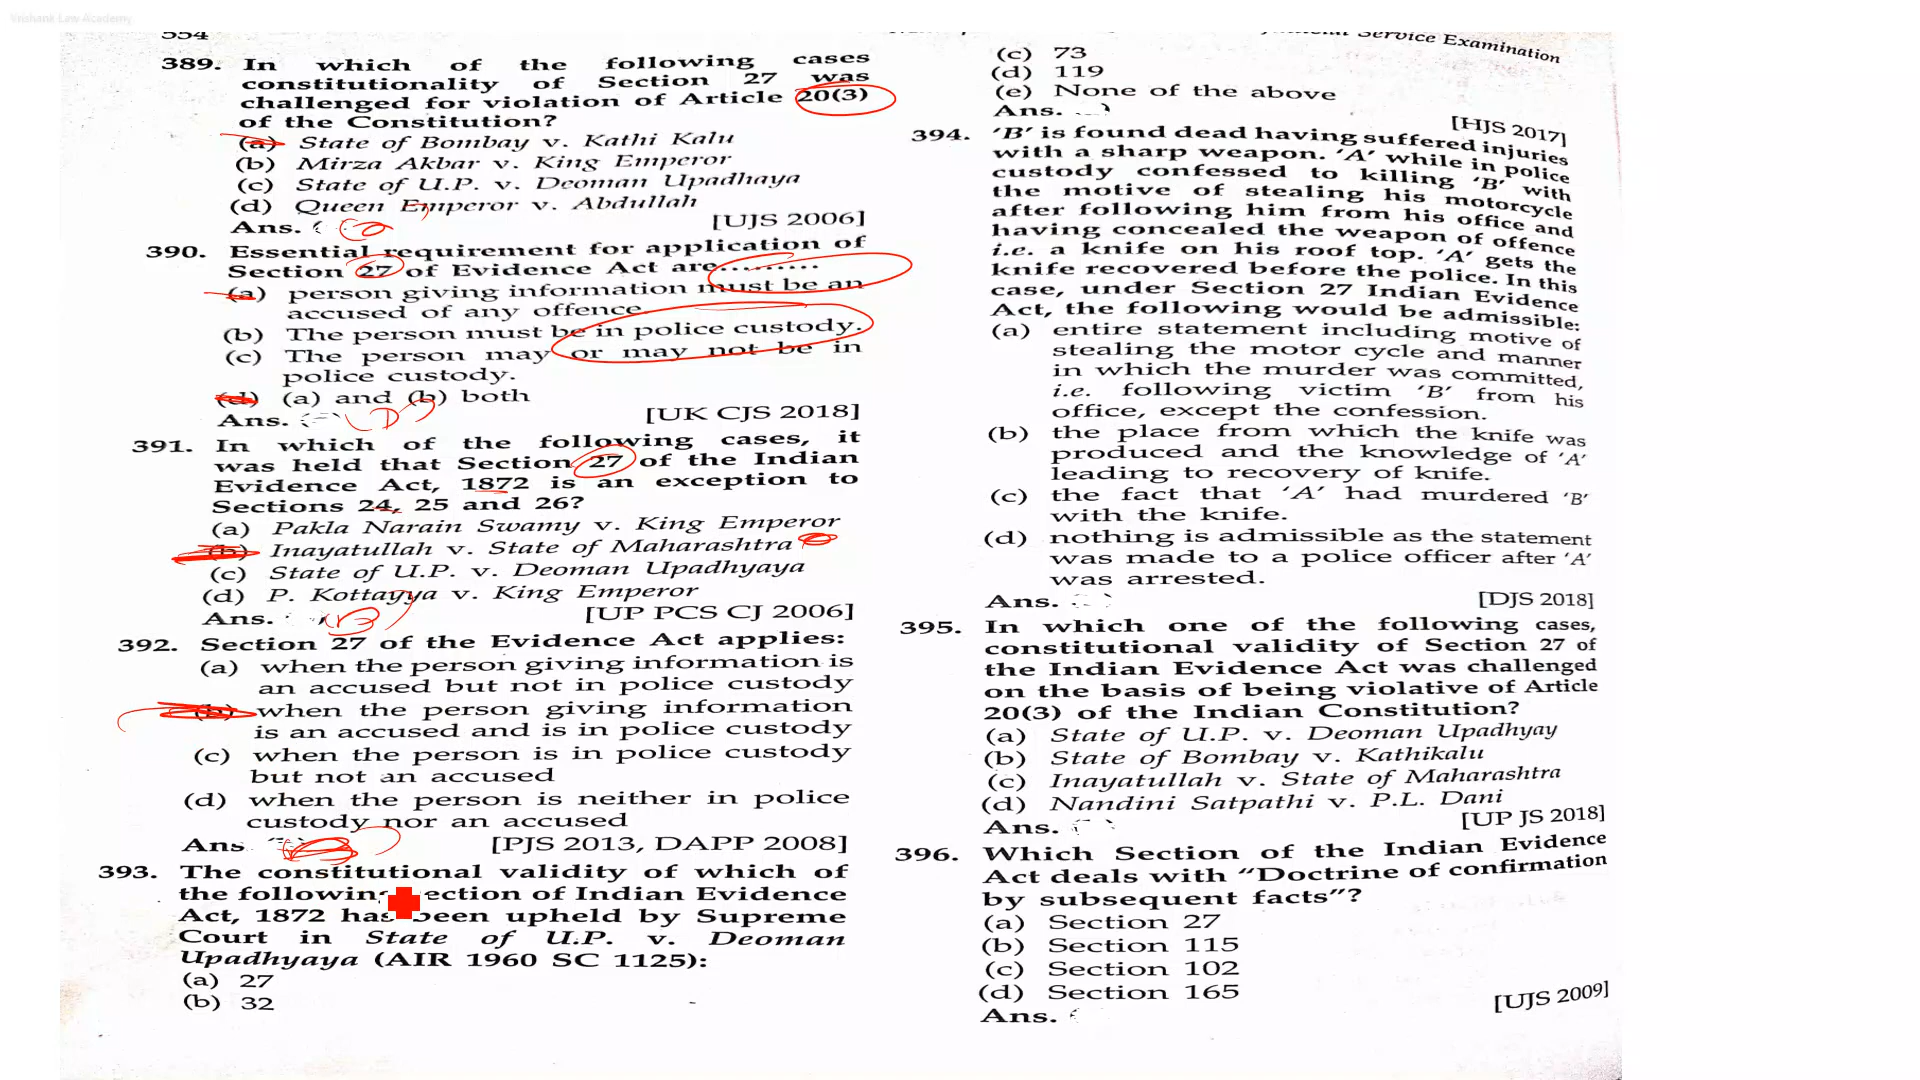 Vrishank Law Academy
554
389. In which of the following cases
constitutionality of Section 27 was
challenged for violation of Article 20(3)
of the Constitution?
(a) State of Bombay v. Kathi Kalu
(b) Mirza Akbar v. King Emperor
(c) State of U.P. v. Deoman Upadhaya
(d) Queen Emperor v. Abdullah
Ans. (a) [UJS 2006]
390. Essential requirement for application of
Section 27 of Evidence Act are.........
(a) person giving information must be an
accused of any offence.
(b) The person must be in police custody.
(c) The person may or may not be in
police custody.
(d) (a) and (b) both
Ans. (D) [UK CJS 2018]
391. In which of the following cases, it
was held that Section 27 of the Indian
Evidence Act, 1872 is an exception to
Sections 24, 25 and 26?
(a) Pakla Narain Swamy v. King Emperor
(b) Inayatullah v. State of Maharashtra
(c) State of U.P. v. Deoman Upadhyaya
(d) P. Kottayya v. King Emperor
Ans. (B) [UP PCS CJ 2006]
392. Section 27 of the Evidence Act applies:
(a) when the person giving information is
an accused but not in police custody
(b) when the person giving information
is an accused and is in police custody
(c) when the person is in police custody
but not an accused
(d) when the person is neither in police
custody nor an accused
Ans. [PJS 2013, DAPP 2008]
393. The constitutional validity of which of
the following section of Indian Evidence
Act, 1872 has been upheld by Supreme
Court in State of U.P. v. Deoman
Upadhyaya (AIR 1960 SC 1125):
(a) 27
(b) 32
Service Examination
(c) 73
(d) 119
(e) None of the above
Ans. [HJS 2017]
394. 'B' is found dead having suffered injuries
with a sharp weapon. 'A' while in police
custody confessed to killing 'B' with
the motive of stealing his motorcycle
after following him from his office and
having concealed the weapon of offence
i.e. a knife on his roof top. 'A' gets the
knife recovered before the police. In this
case, under Section 27 Indian Evidence
Act, the following would be admissible:
(a) entire statement including motive of
stealing the motor cycle and manner
in which the murder was committed,
i.e. following victim 'B' from his
office, except the confession.
(b) the place from which the knife was
produced and the knowledge of 'A'
leading to recovery of knife.
(c) the fact that 'A' had murdered 'B'
with the knife.
(d) nothing is admissible as the statement
was made to a police officer after 'A'
was arrested.
Ans. [DJS 2018]
395. In which one of the following cases,
constitutional validity of Section 27 of
the Indian Evidence Act was challenged
on the basis of being violative of Article
20(3) of the Indian Constitution?
(a) State of U.P. v. Deoman Upadhyay
(b) State of Bombay v. Kathikalu
(c) Inayatullah v. State of Maharashtra
(d) Nandini Satpathi v. P.L. Dani
Ans. [UP JS 2018]
396. Which Section of the Indian Evidence
Act deals with "Doctrine of confirmation
by subsequent facts"?
(a) Section 27
(b) Section 115
(c) Section 102
(d) Section 165
Ans. [UJS 2009]